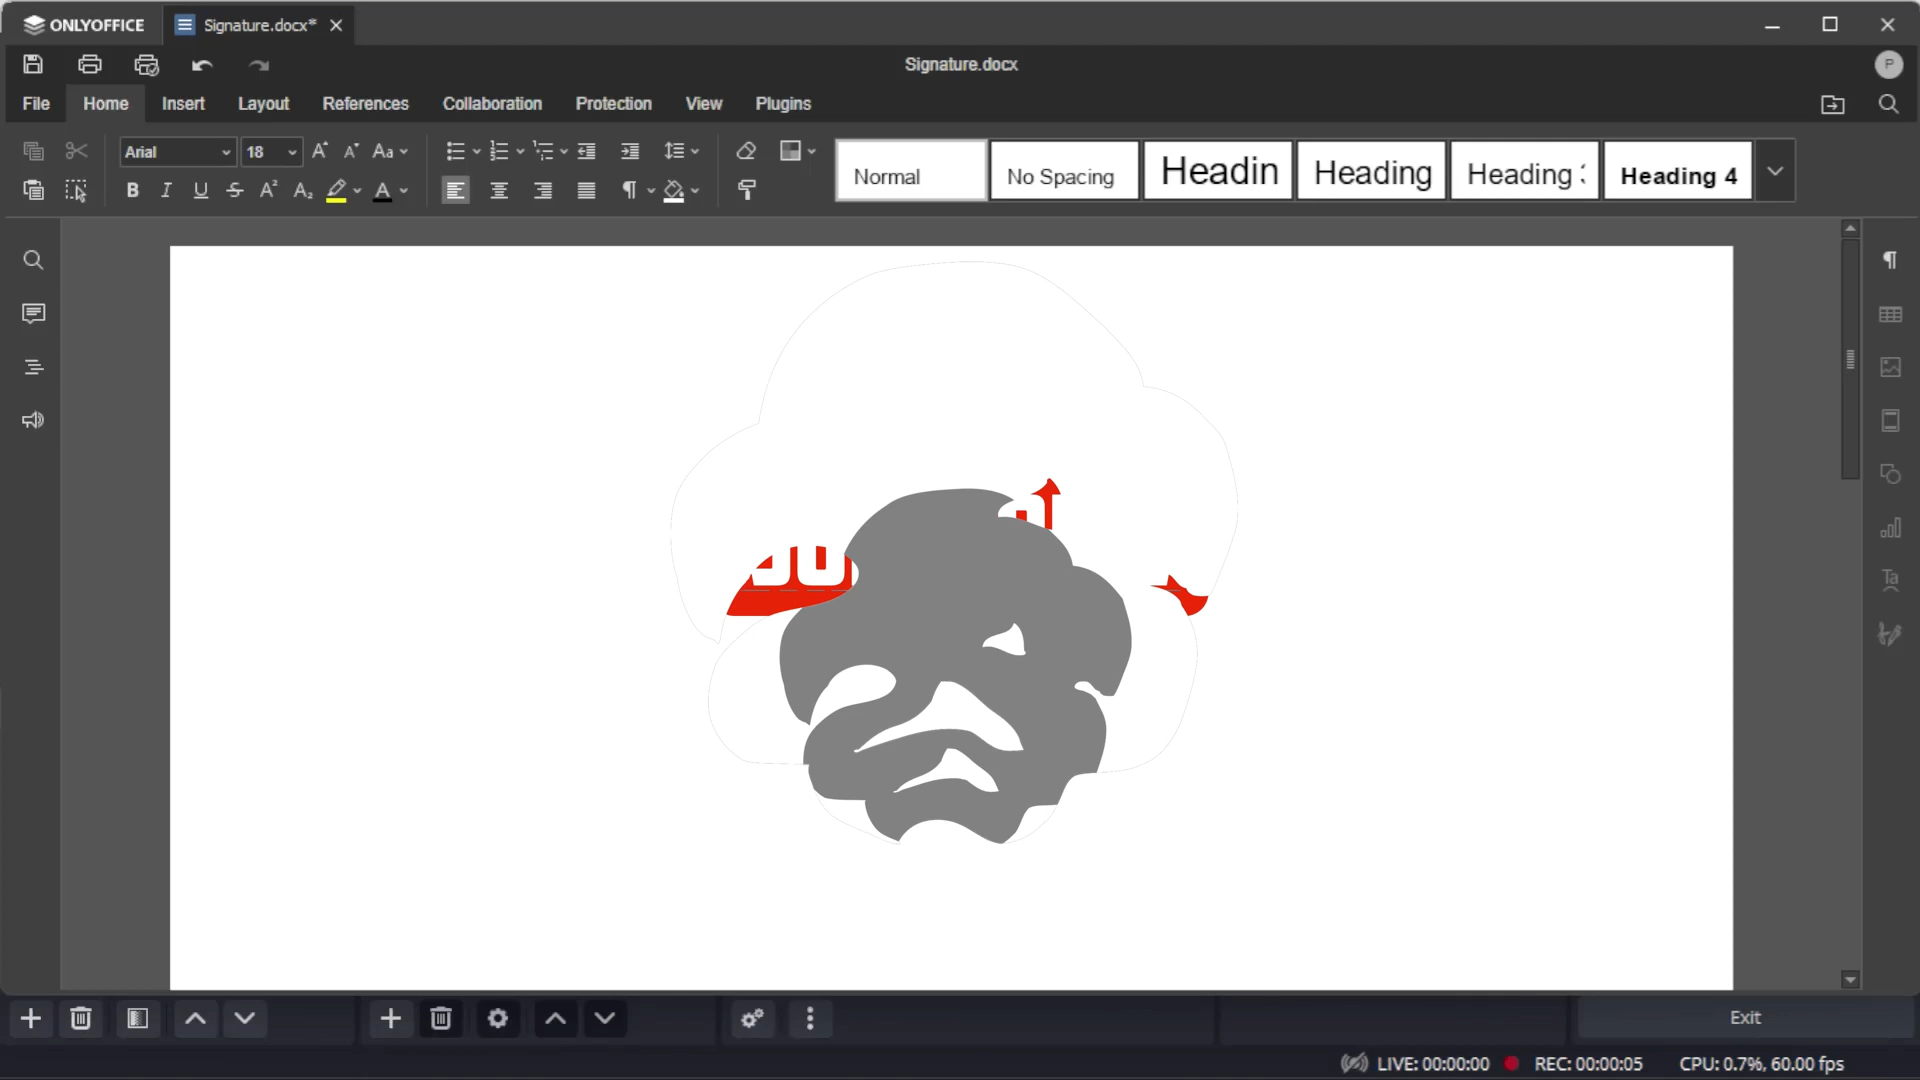 ONLYOFFICE
Signature.docx*
Signature.docx
P
File
Home
Insert
Layout
References
Collaboration
Protection
View
Plugins
Arial
18
Aa
B
I
U
S
A
Normal
No Spacing
Headin
Heading
Heading
Heading 4
Ta
Exit
LIVE: 00:00:00
REC: 00:00:05
CPU: 0.7%, 60.00 fps